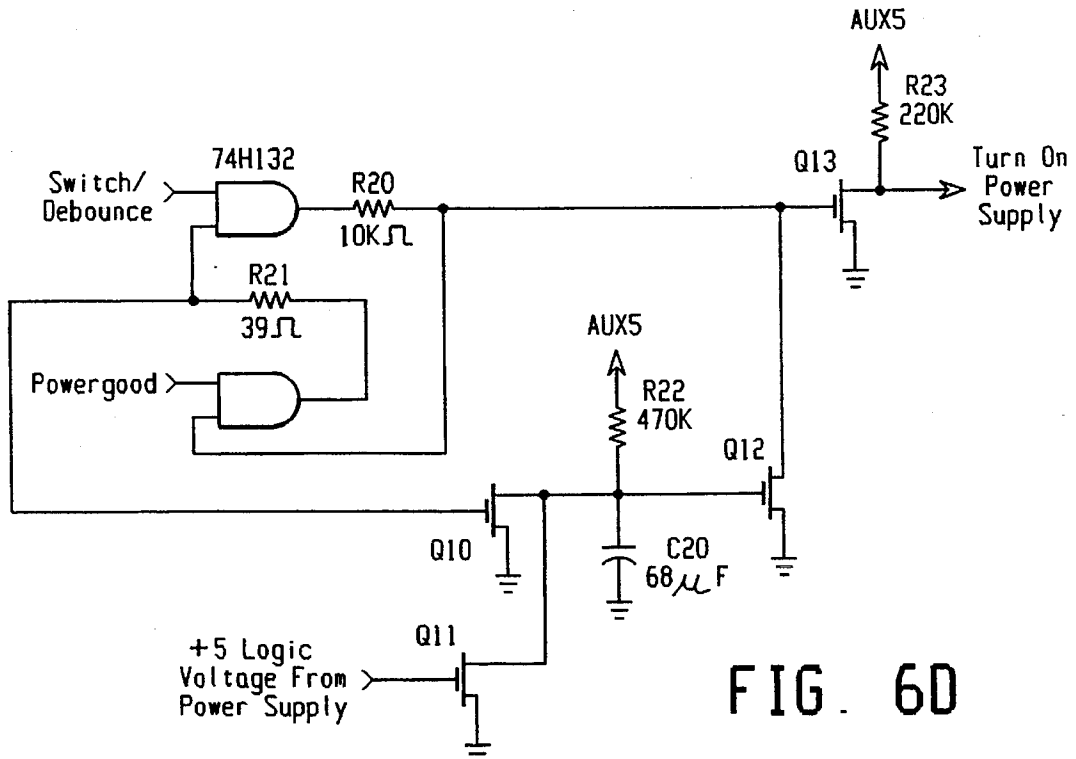 AUX5
R23
220K
Q13
Turn On
Power
Supply
74H132
Switch/
Debounce
R20
10KΩ
R21
39Ω
Powergood
AUX5
R22
470K
Q12
Q10
C20
68μF
Q11
+5 Logic
Voltage From
Power Supply
FIG. 6D